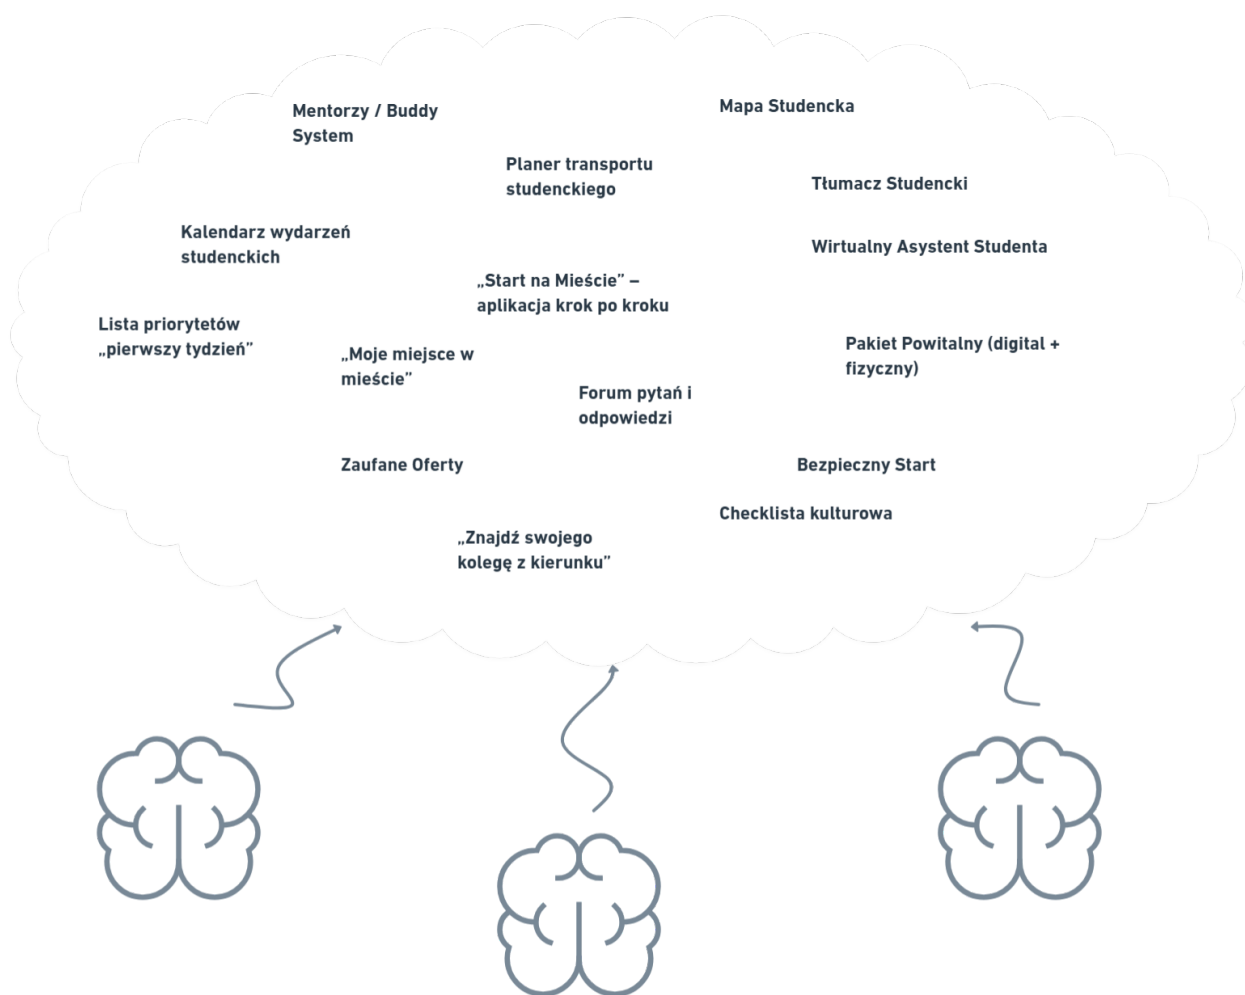 Mentorzy / Buddy
System
Mapa Studencka
Planer transportu
studenckiego
Tłumacz Studencki
Kalendarz wydarzeń
studenckich
Wirtualny Asystent Studenta
„Start na Mieście” –
aplikacja krok po kroku
Lista priorytetów
„pierwszy tydzień”
„Moje miejsce w
mieście”
Pakiet Powitalny (digital +
fizyczny)
Forum pytań i
odpowiedzi
Zaufane Oferty
Bezpieczny Start
Checklista kulturowa
„Znajdź swojego
kolegę z kierunku”